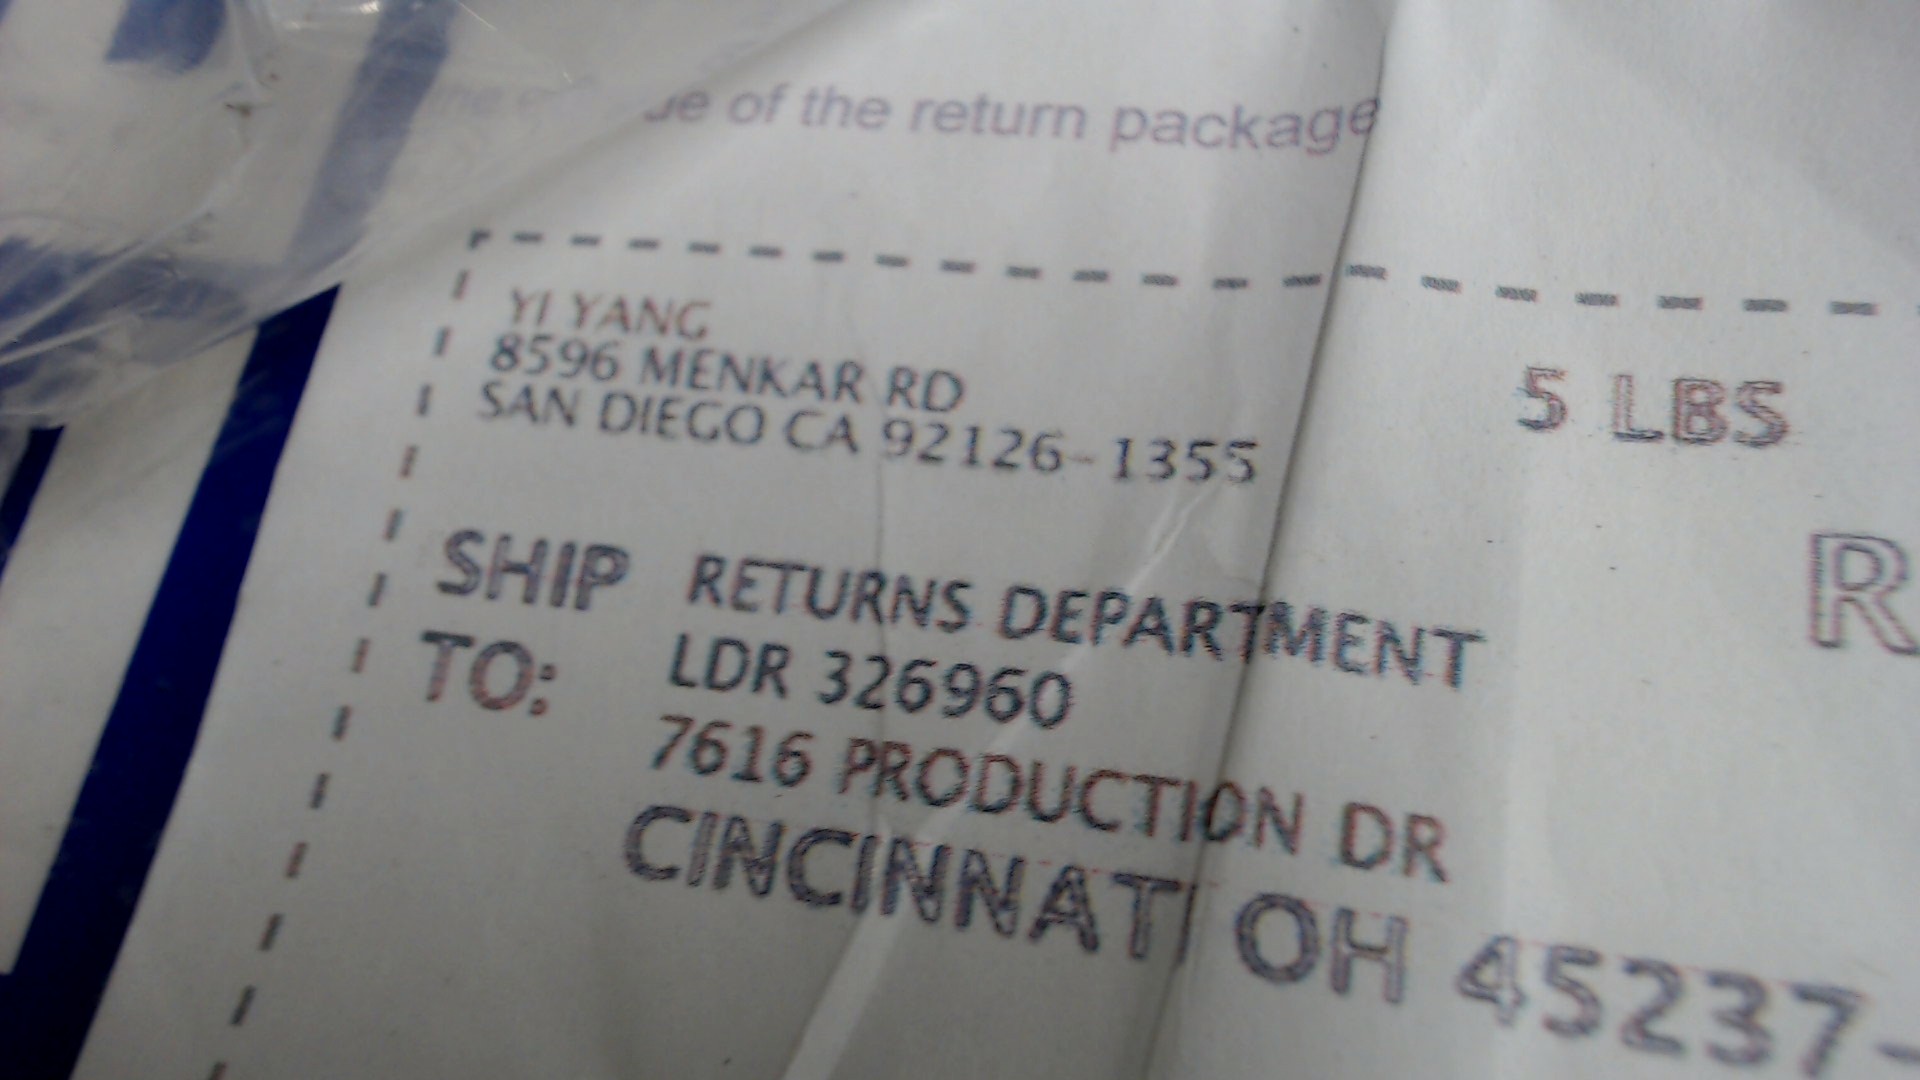 of the return package
YI YANG
8596 MENKAR RD
SAN DIEGO CA 92126-1355
5 LBS
R
SHIP TO:
RETURNS DEPARTMENT
LDR 326960
7616 PRODUCTION DR
CINCINNATI OH 45237-